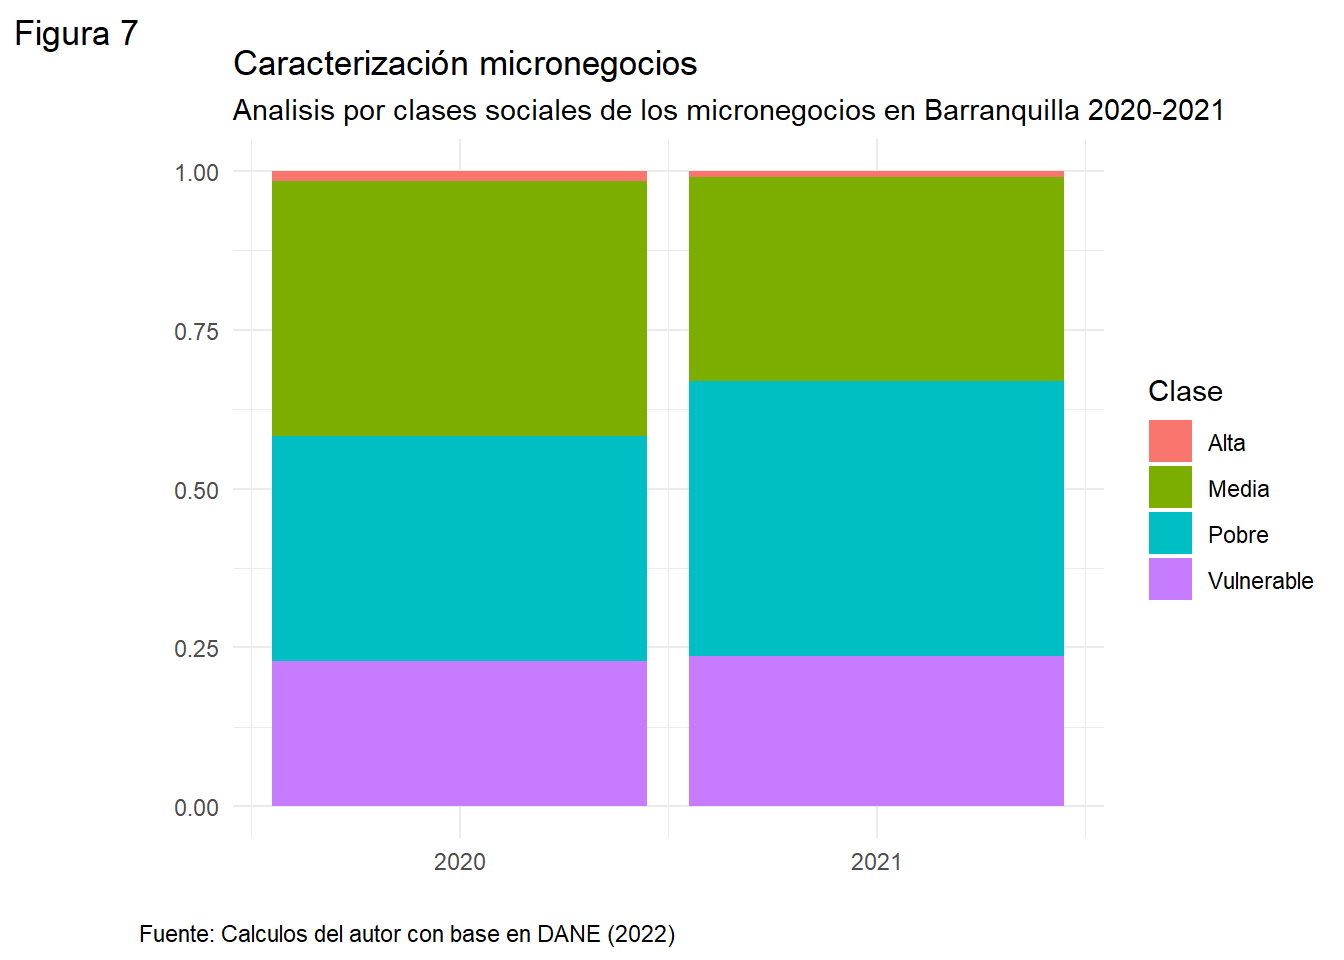 Figura 7
Caracterización micronegocios
Analisis por clases sociales de los micronegocios en Barranquilla 2020-2021
1.00
0.75
0.50
0.25
0.00
2020
2021
Clase
Alta
Media
Pobre
Vulnerable
Fuente: Calculos del autor con base en DANE (2022)